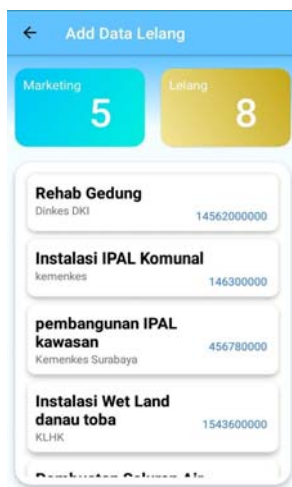 Add Data Lelang
Marketing
5
Lelang
8
Rehab Gedung
Dinkes DKI
14562000000
Instalasi IPAL Komunal
kemenkes
146300000
pembangunan IPAL
kawasan
Kemenkes Surabaya
456780000
Instalasi Wet Land
danau toba
KLHK
1543600000